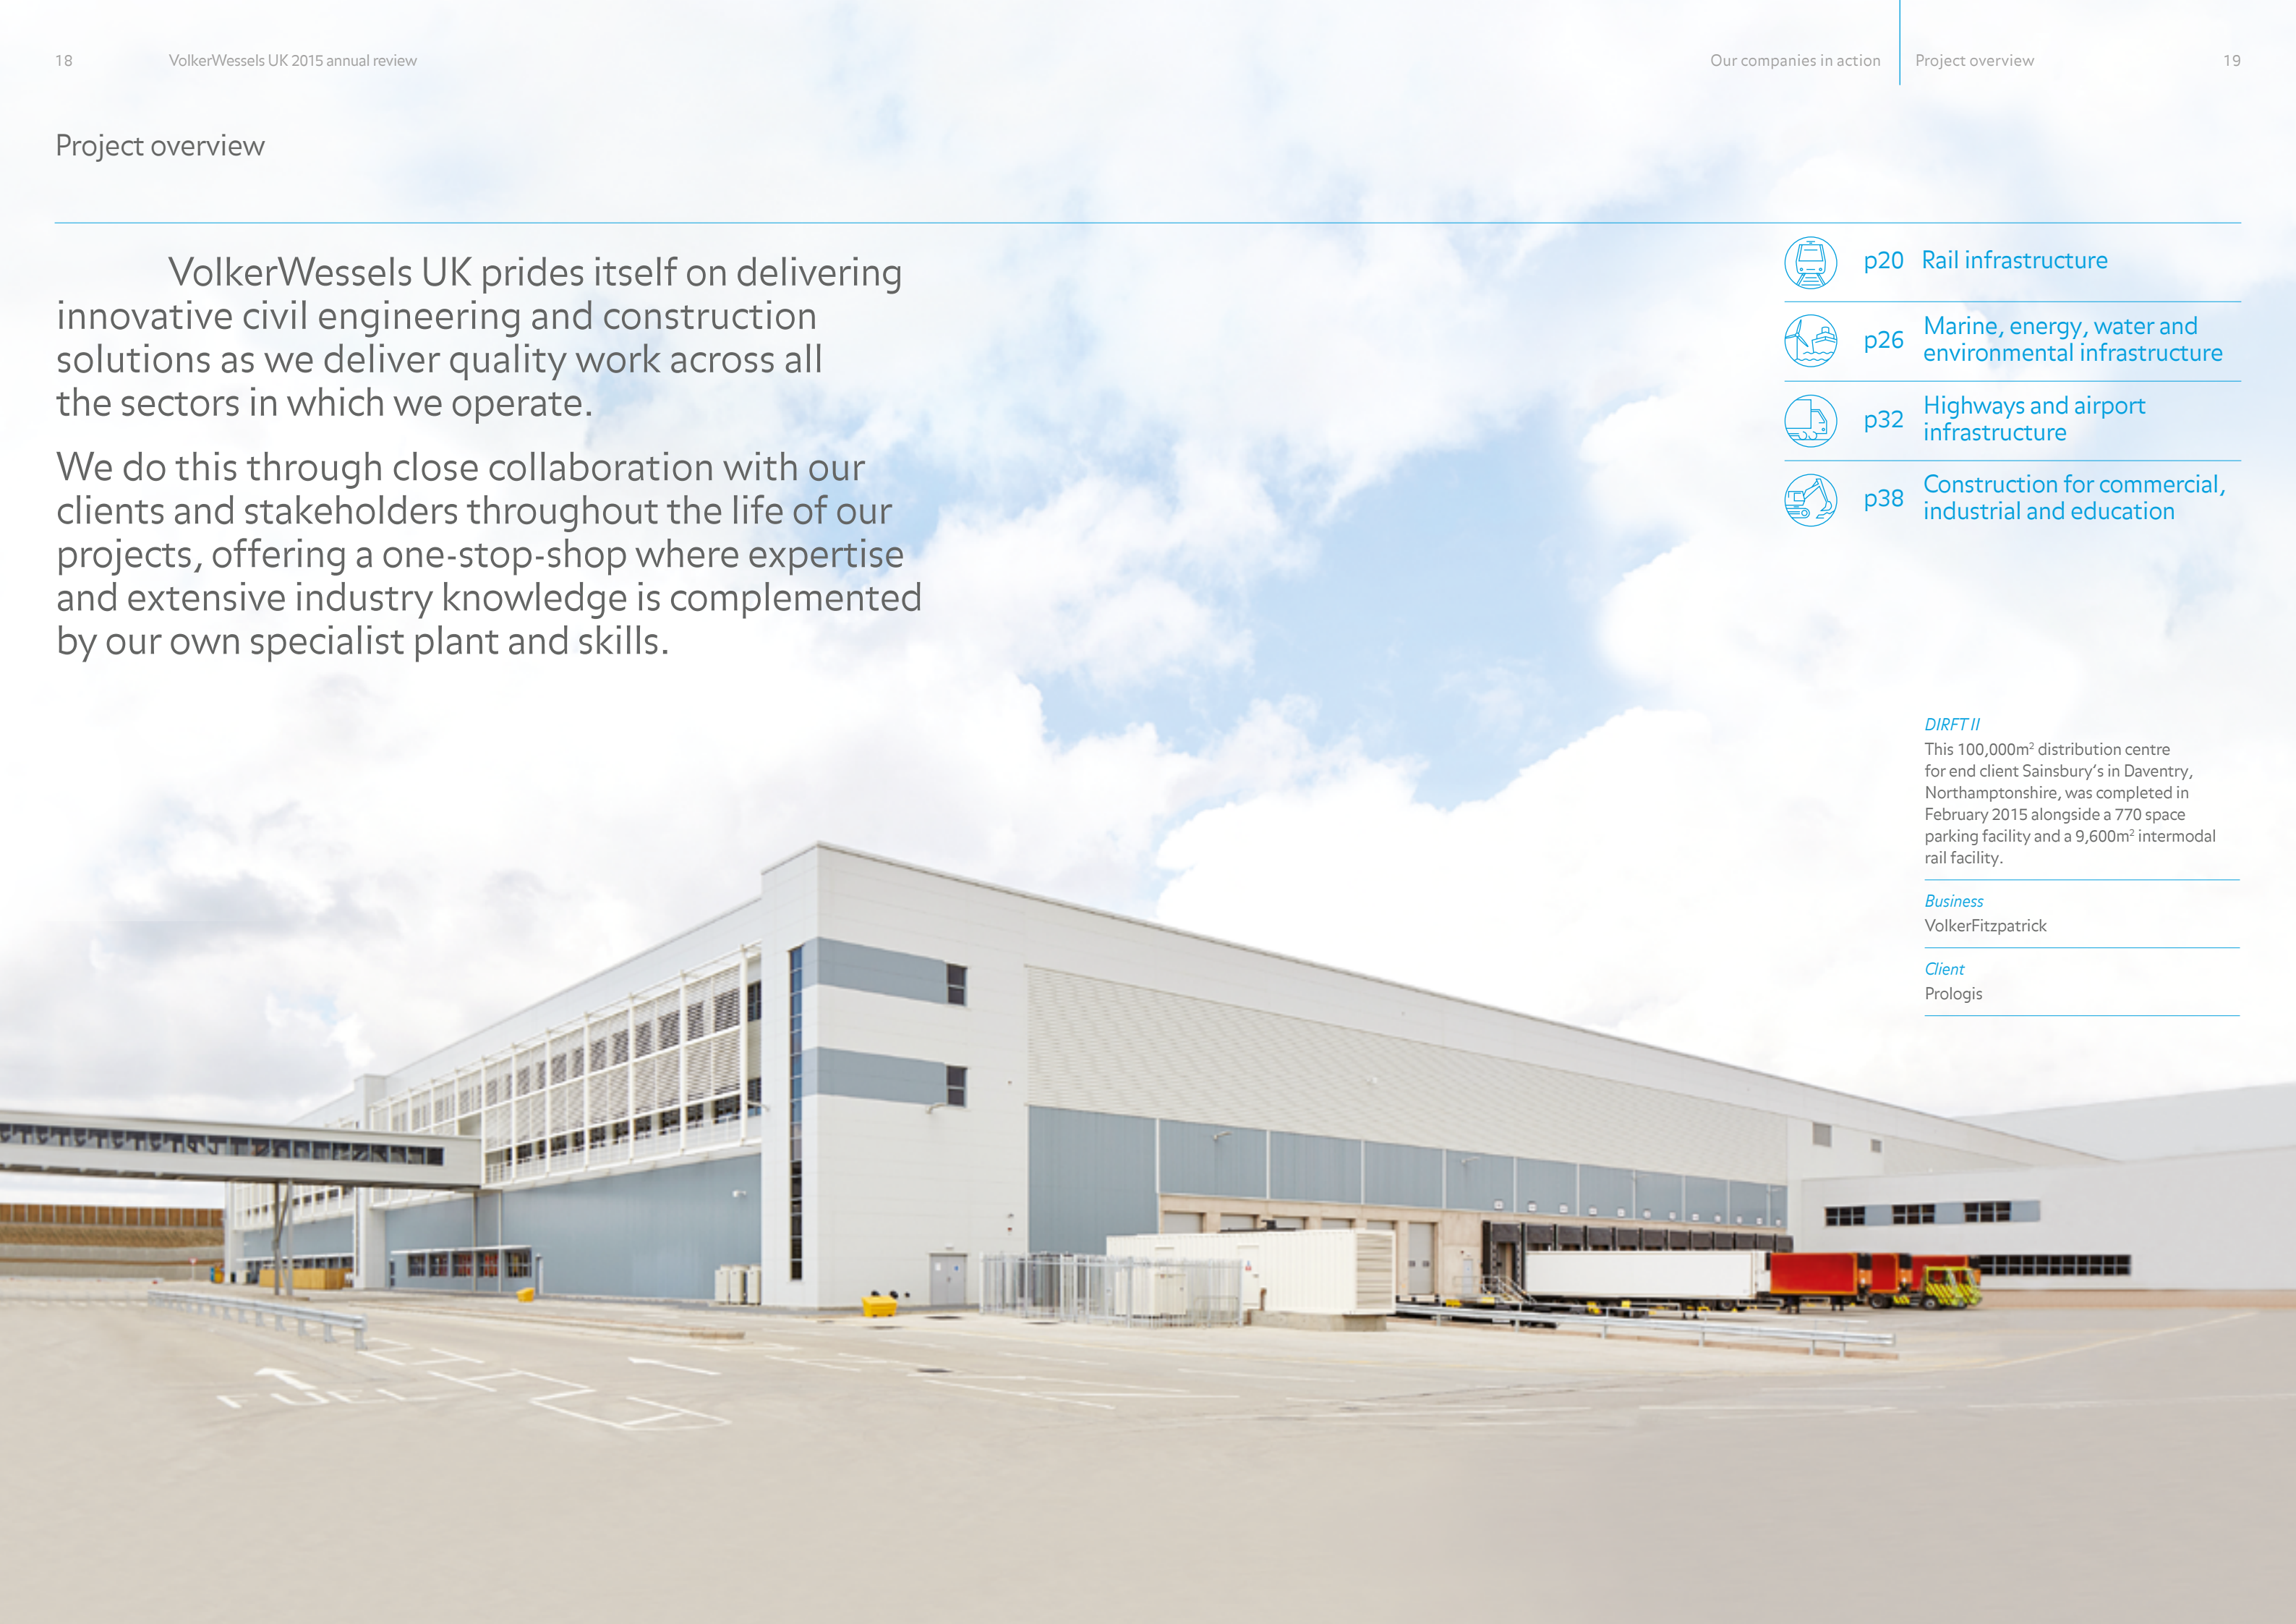 18
VolkerWessels UK 2015 annual review
Our companies in action
Project overview
19
Project overview
VolkerWessels UK prides itself on delivering
innovative civil engineering and construction
solutions as we deliver quality work across all
the sectors in which we operate.
We do this through close collaboration with our
clients and stakeholders throughout the life of our
projects, offering a one-stop-shop where expertise
and extensive industry knowledge is complemented
by our own specialist plant and skills.
p20 Rail infrastructure
p26 Marine, energy, water and
environmental infrastructure
p32 Highways and airport
infrastructure
p38 Construction for commercial,
industrial and education
DIRFT II
This 100,000m² distribution centre
for end client Sainsbury's in Daventry,
Northamptonshire, was completed in
February 2015 alongside a 770 space
parking facility and a 9,600m² intermodal
rail facility.
Business
VolkerFitzpatrick
Client
Prologis
FUEL